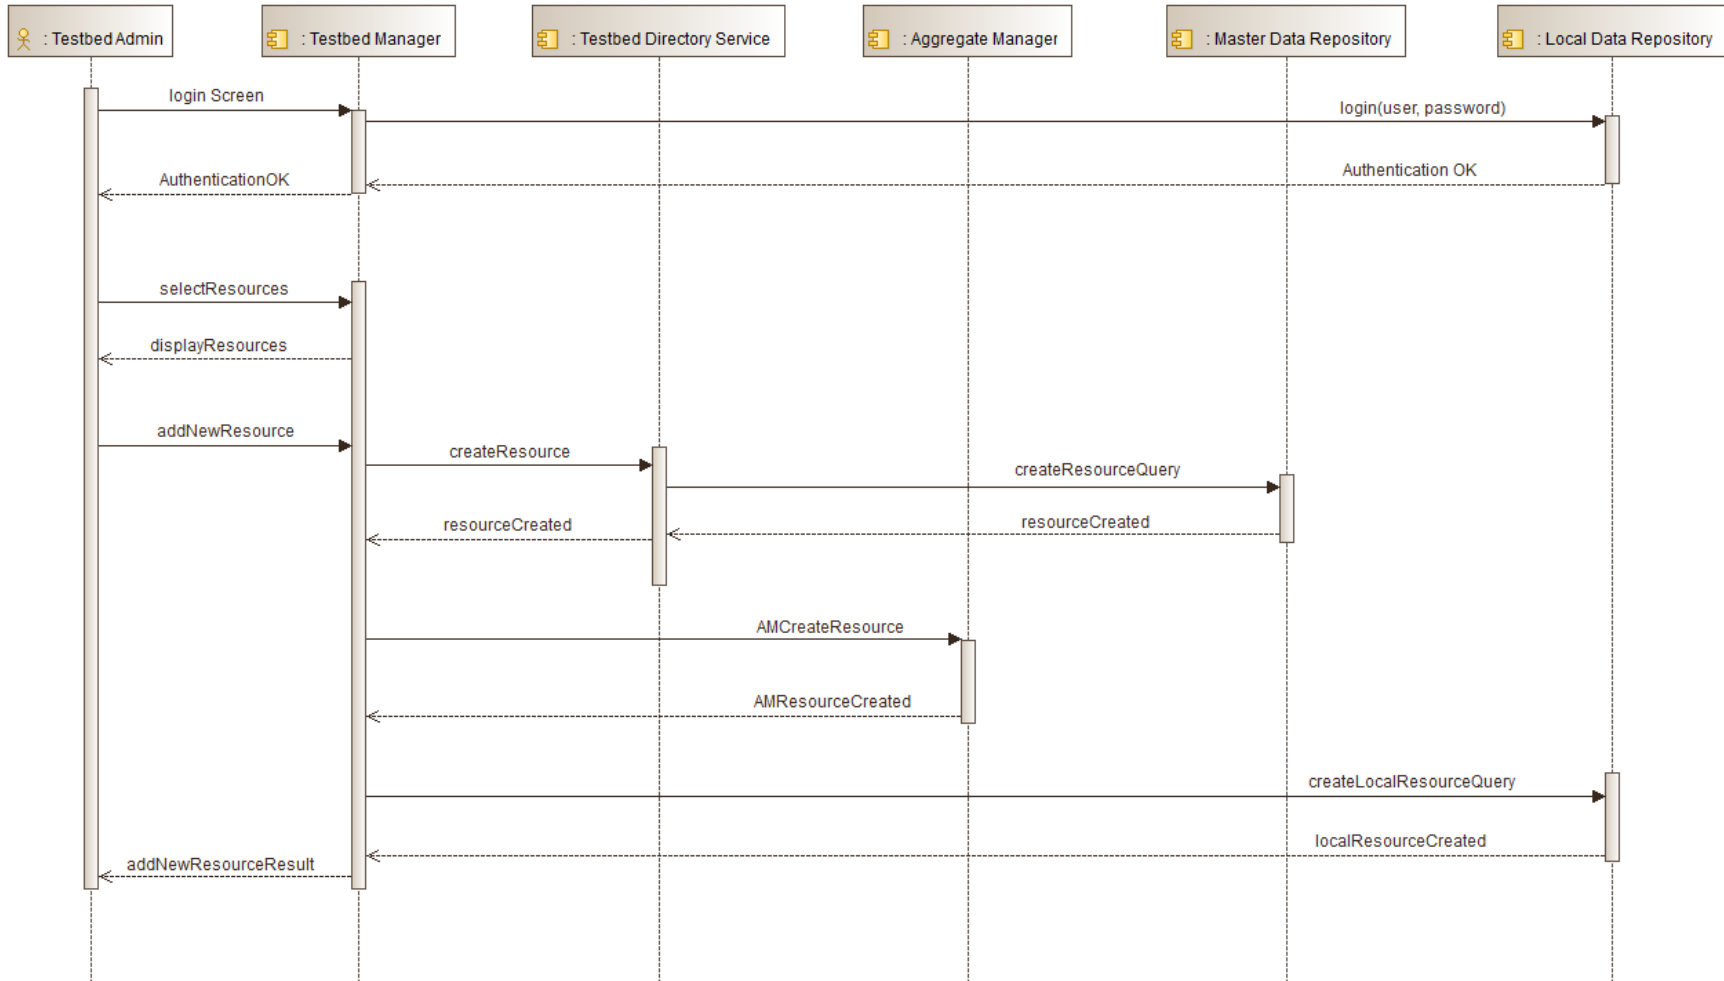 : Testbed Admin
: Testbed Manager
: Testbed Directory Service
: Aggregate Manager
: Master Data Repository
: Local Data Repository
login Screen
login(user, password)
AuthenticationOK
Authentication OK
selectResources
displayResources
addNewResource
createResource
createResourceQuery
resourceCreated
resourceCreated
AMCreateResource
AMResourceCreated
createLocalResourceQuery
localResourceCreated
addNewResourceResult